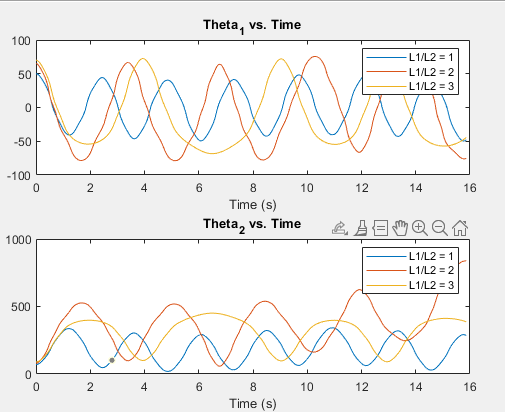 Theta1 vs. Time
100
50
0
-50
-100
L1/L2 = 1
L1/L2 = 2
L1/L2 = 3
0 2 4 6 8 10 12 14 16
Time (s)
Theta2 vs. Time
1000
500
0
L1/L2 = 1
L1/L2 = 2
L1/L2 = 3
0 2 4 6 8 10 12 14 16
Time (s)